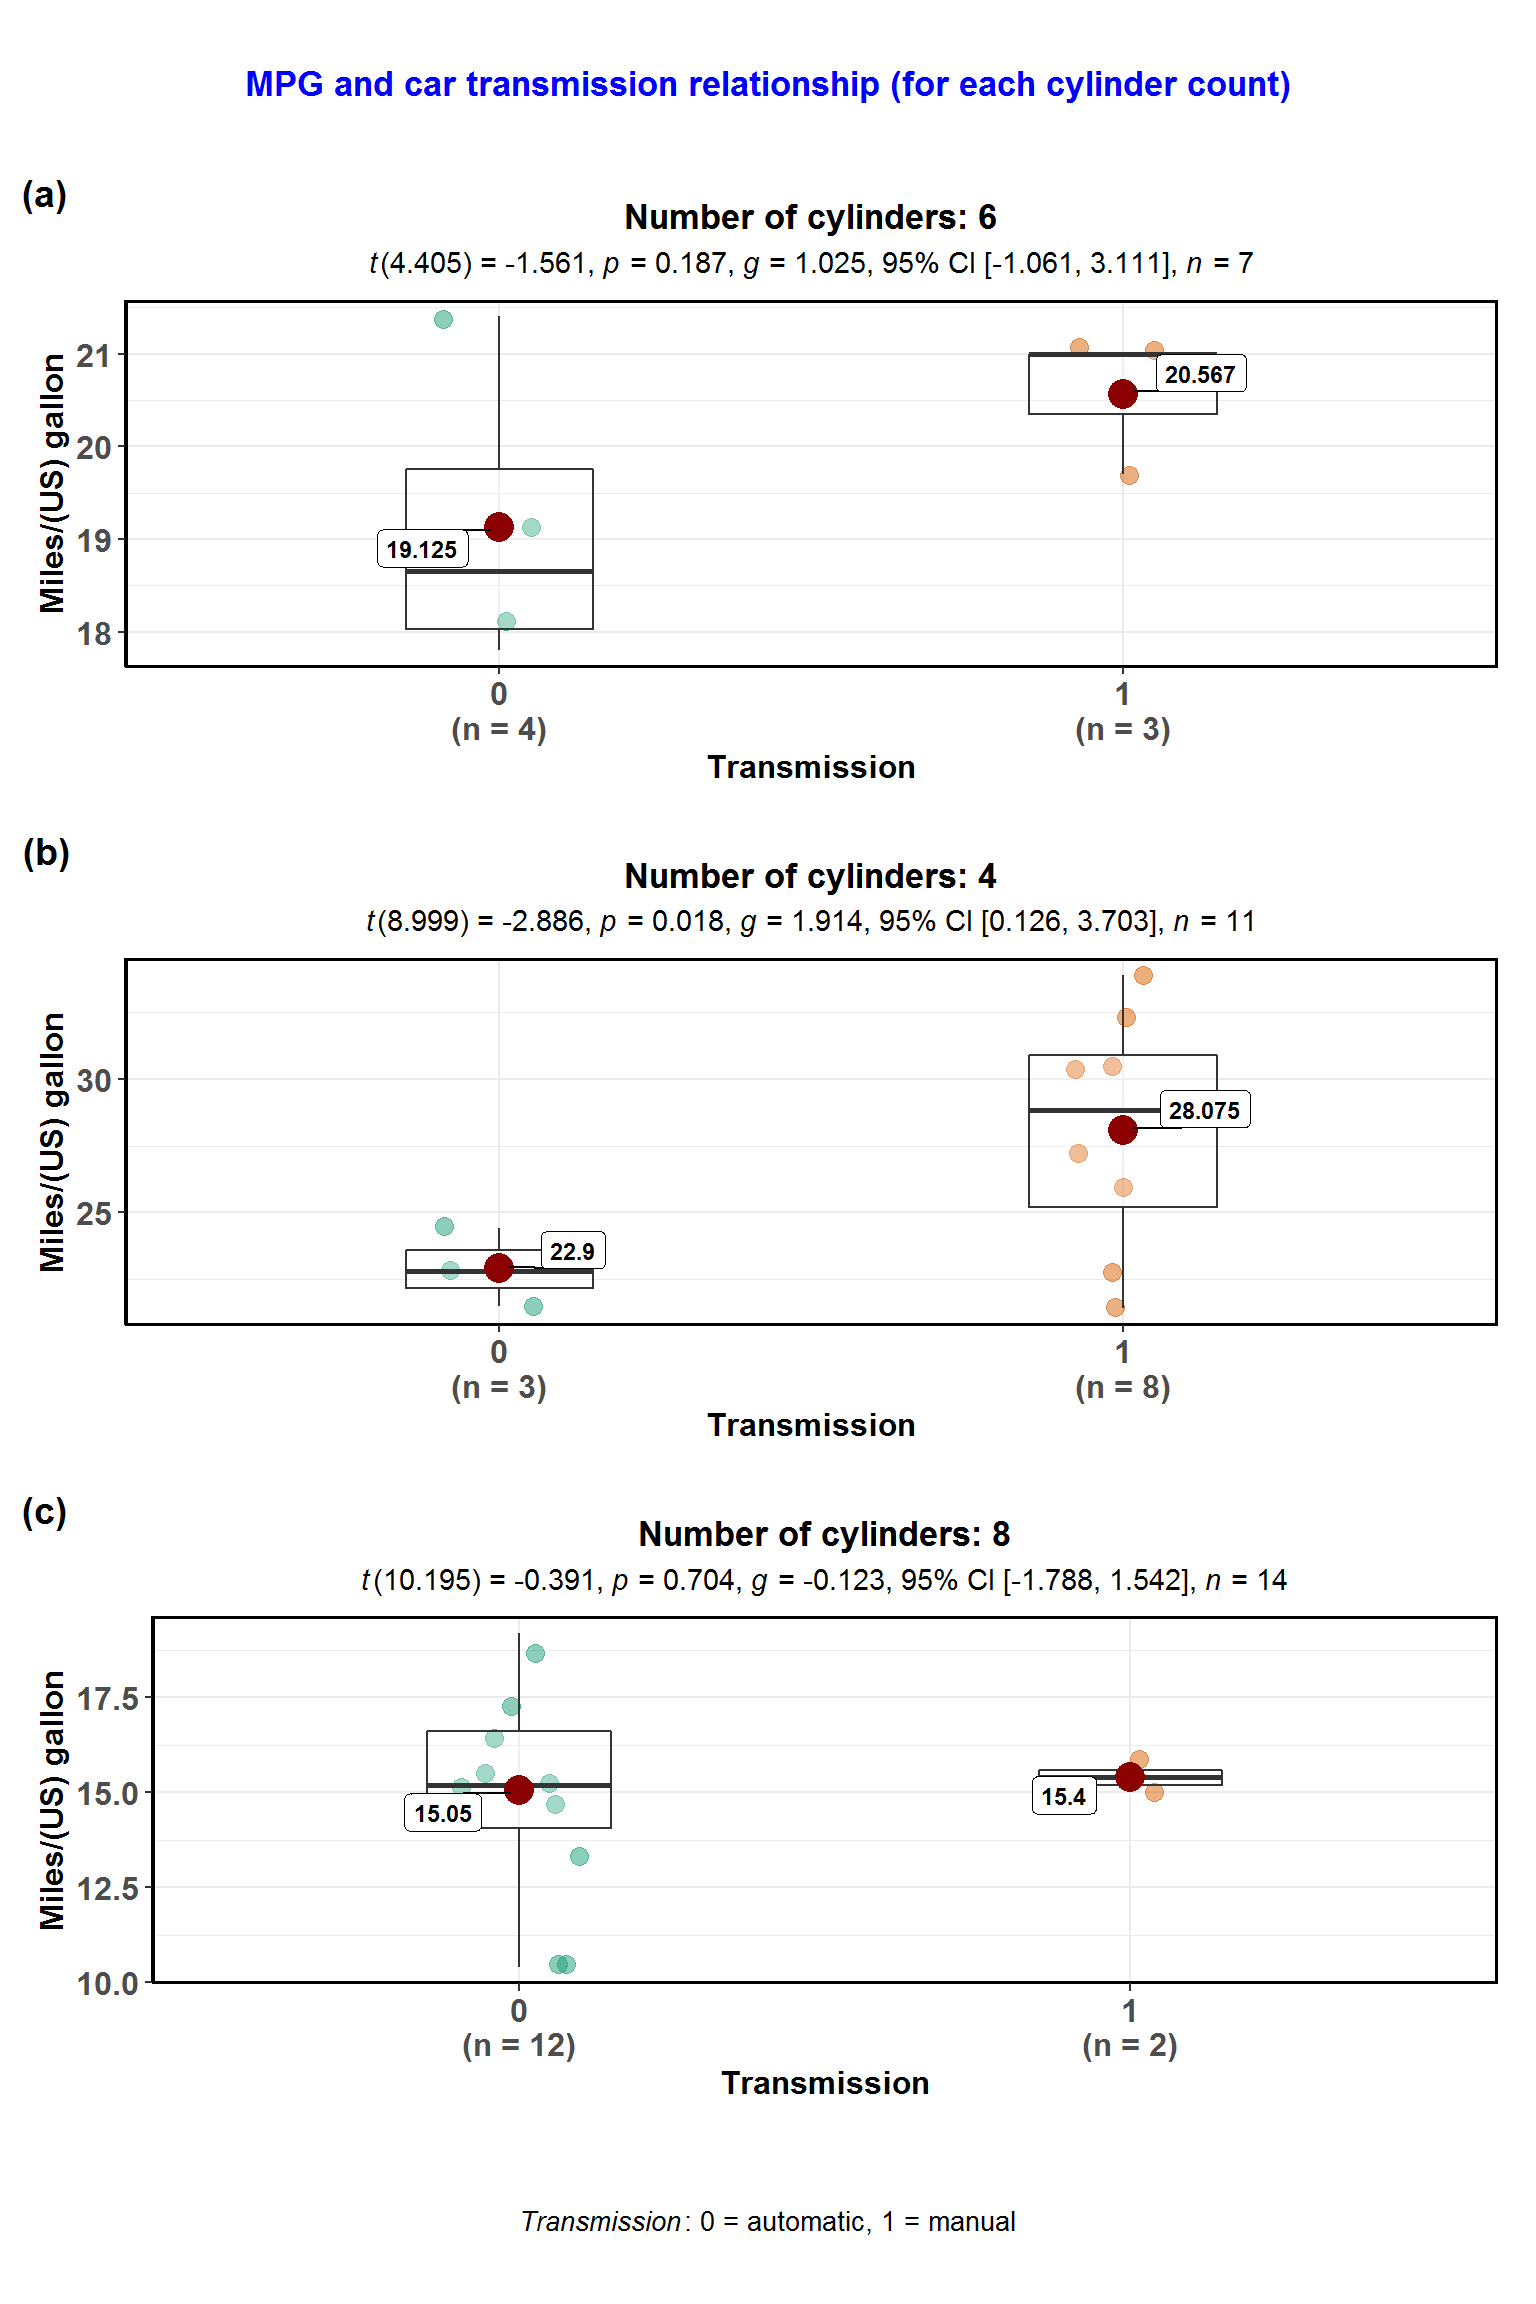 MPG and car transmission relationship (for each cylinder count)
(a)
Number of cylinders: 6
t(4.405) = -1.561, p = 0.187, g = 1.025, 95% CI [-1.061, 3.111], n = 7
Miles/(US) gallon
21
20
19
18
19.125
20.567
0
(n = 4)
1
(n = 3)
Transmission
(b)
Number of cylinders: 4
t(8.999) = -2.886, p = 0.018, g = 1.914, 95% CI [0.126, 3.703], n = 11
Miles/(US) gallon
30
25
22.9
28.075
0
(n = 3)
1
(n = 8)
Transmission
(c)
Number of cylinders: 8
t(10.195) = -0.391, p = 0.704, g = -0.123, 95% CI [-1.788, 1.542], n = 14
Miles/(US) gallon
17.5
15.0
12.5
10.0
15.05
15.4
0
(n = 12)
1
(n = 2)
Transmission
Transmission: 0 = automatic, 1 = manual